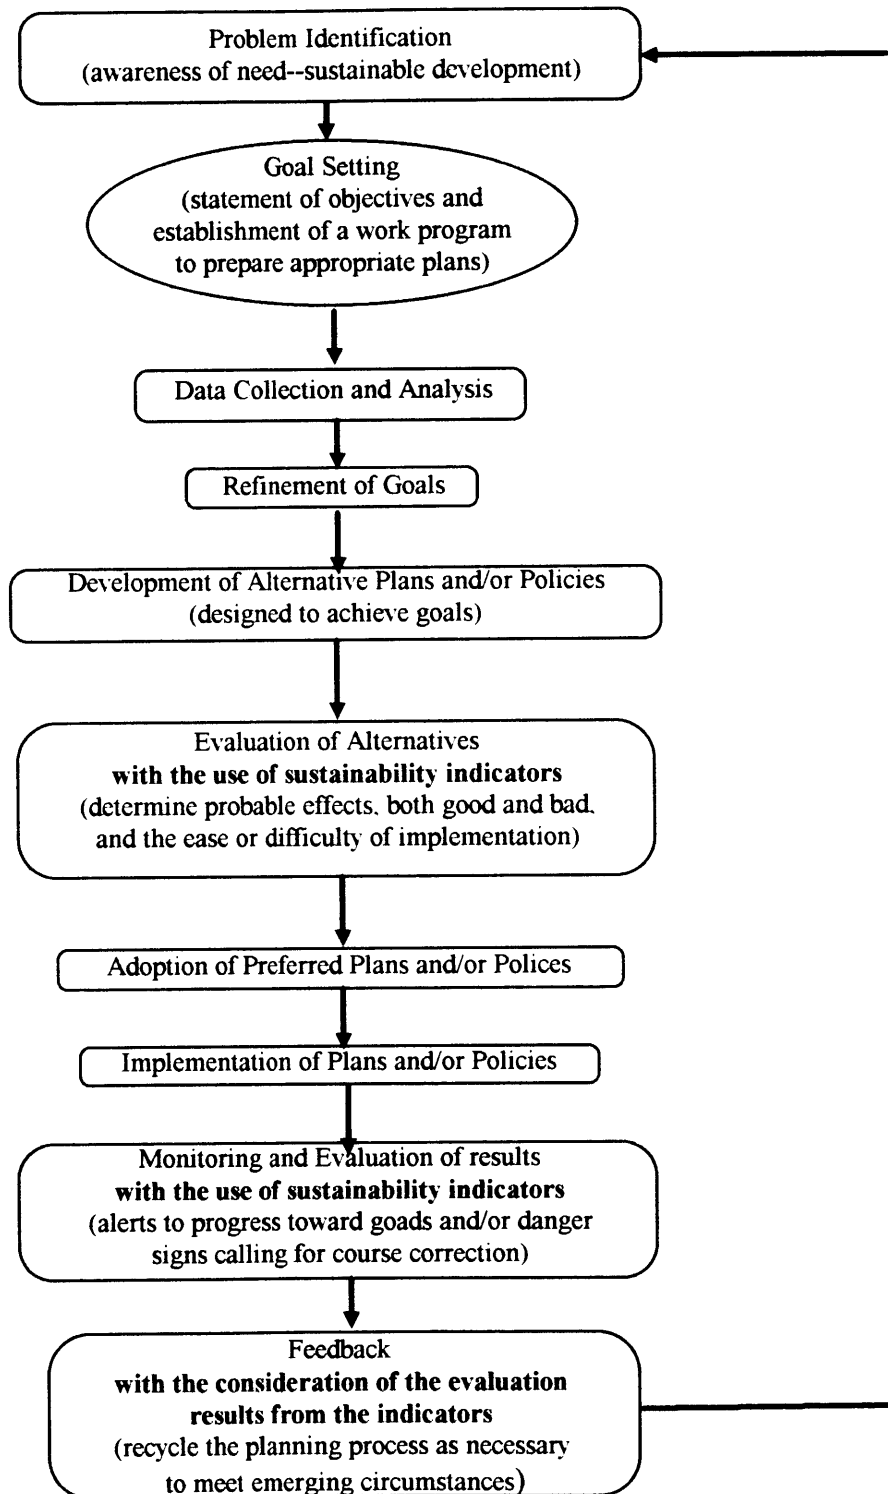 Problem Identification
(awareness of need--sustainable development)
Goal Setting
(statement of objectives and
establishment of a work program
to prepare appropriate plans)
Data Collection and Analysis
Refinement of Goals
Development of Alternative Plans and/or Policies
(designed to achieve goals)
Evaluation of Alternatives
with the use of sustainability indicators
(determine probable effects, both good and bad,
and the ease or difficulty of implementation)
Adoption of Preferred Plans and/or Polices
Implementation of Plans and/or Policies
Monitoring and Evaluation of results
with the use of sustainability indicators
(alerts to progress toward goads and/or danger
signs calling for course correction)
Feedback
with the consideration of the evaluation
results from the indicators
(recycle the planning process as necessary
to meet emerging circumstances)